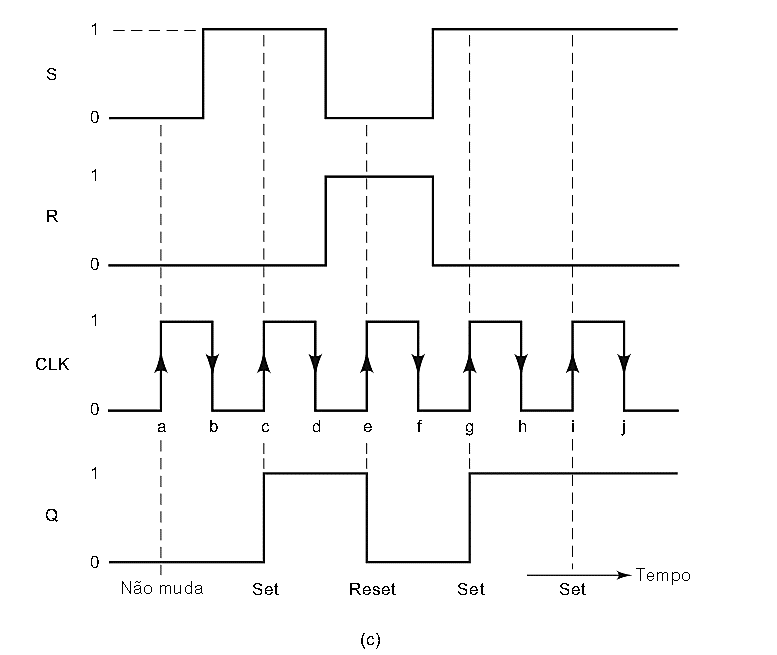 1
S
0
1
R
0
1
CLK
0
a b c d e f g h i j
1
Q
0
Tempo
Não muda Set Reset Set Set
(c)